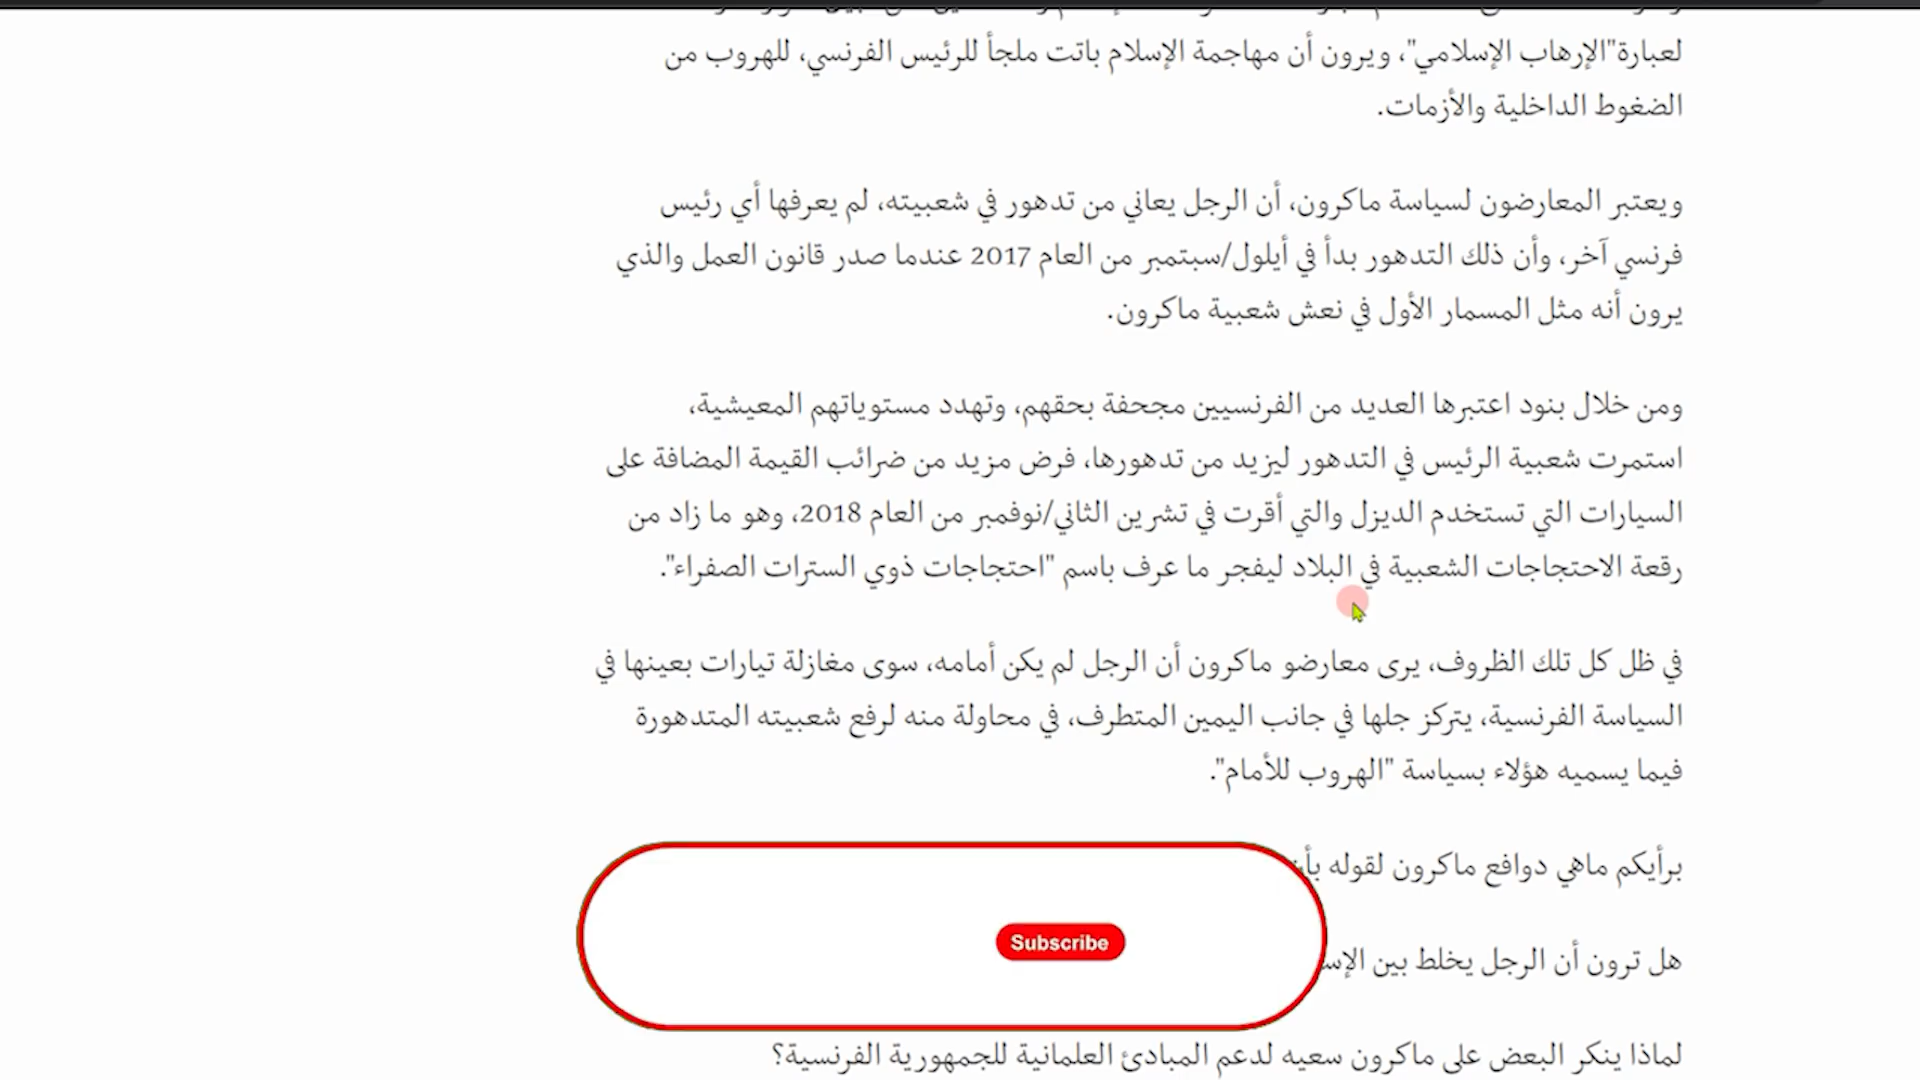 لعبارة"الإرهاب الإسلامي"، ويرون أن مهاجمة الإسلام باتت ملجأ للرئيس الفرنسي، للهروب من
الضغوط الداخلية والأزمات.
ويعتبر المعارضون لسياسة ماكرون، أن الرجل يعاني من تدهور في شعبيته، لم يعرفها أي رئيس
فرنسي آخر، وأن ذلك التدهور بدأ في أيلول/سبتمبر من العام 2017 عندما صدر قانون العمل والذي
يرون أنه مثل المسمار الأول في نعش شعبية ماكرون.
ومن خلال بنود اعتبرها العديد من الفرنسيين مجحفة بحقهم، وتهدد مستوياتهم المعيشية،
استمرت شعبية الرئيس في التدهور ليزيد من تدهورها، فرض مزيد من ضرائب القيمة المضافة على
السيارات التي تستخدم الديزل والتي أقرت في تشرين الثاني/نوفمبر من العام 2018، وهو ما زاد من
رقعة الاحتجاجات الشعبية في البلاد ليفجر ما عرف باسم "احتجاجات ذوي السترات الصفراء".
في ظل كل تلك الظروف، يرى معارضو ماكرون أن الرجل لم يكن أمامه، سوى مغازلة تيارات بعينها في
السياسة الفرنسية، يتركز جلها في جانب اليمين المتطرف، في محاولة منه لرفع شعبيته المتدهورة
فيما يسميه هؤلاء بسياسة "الهروب للأمام".
برأيكم ماهي دوافع ماكرون لقوله
Subscribe
هل ترون أن الرجل يخلط بين
لماذا ينكر البعض على ماكرون سعيه لدعم المبادئ العلمانية للجمهورية الفرنسية؟